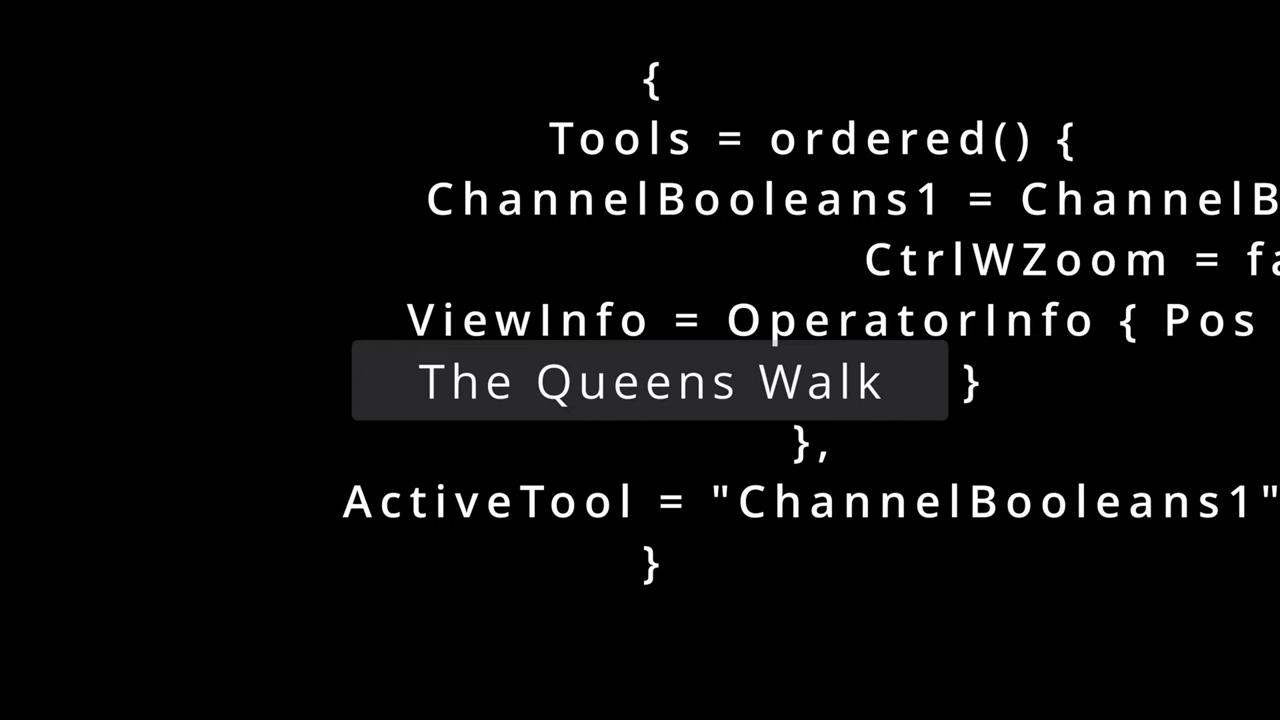 {
Tools = ordered() {
ChannelBooleans1 = ChannelB
CtrlWZoom = fa
ViewInfo = OperatorInfo { Pos
The Queens Walk }
},
ActiveTool = "ChannelBooleans1"
}